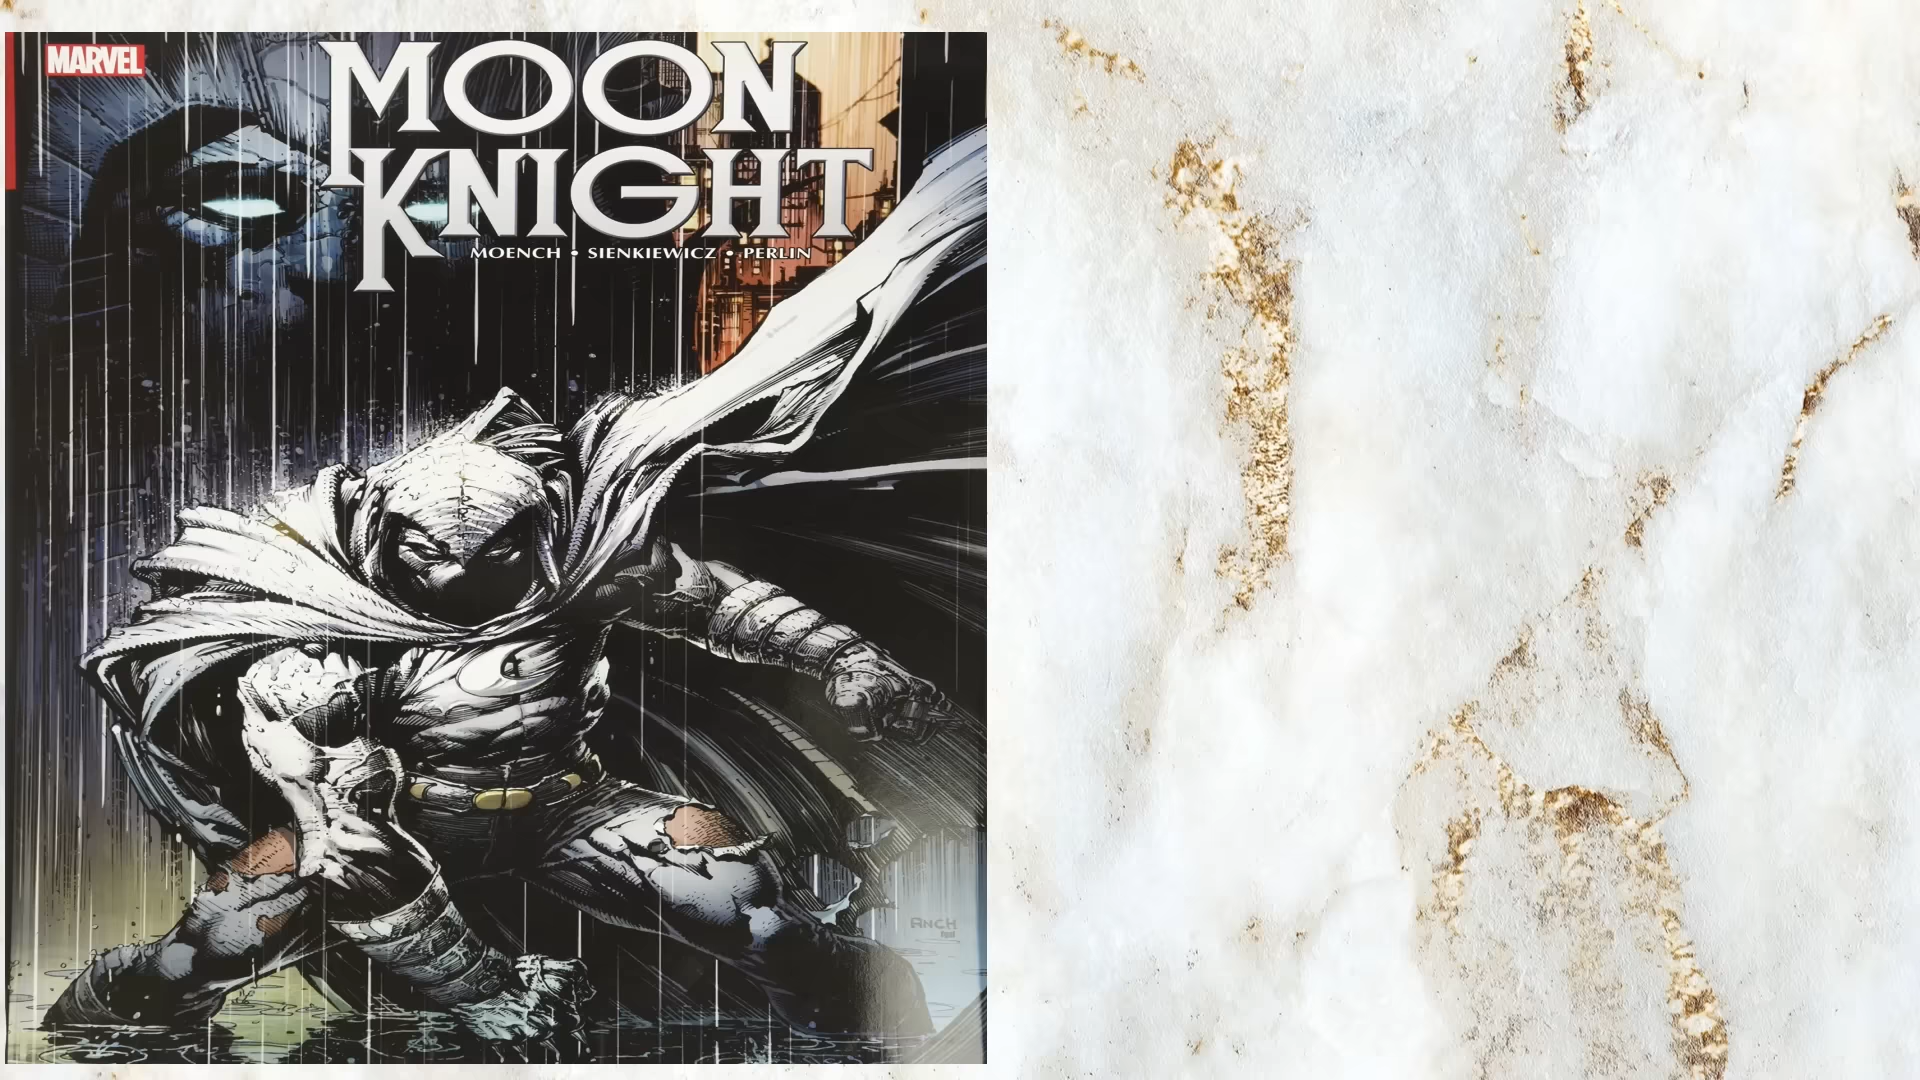 MARVEL
MOON
KNIGHT
MOENCH • SIENKIEWICZ • PERLIN
FINCH